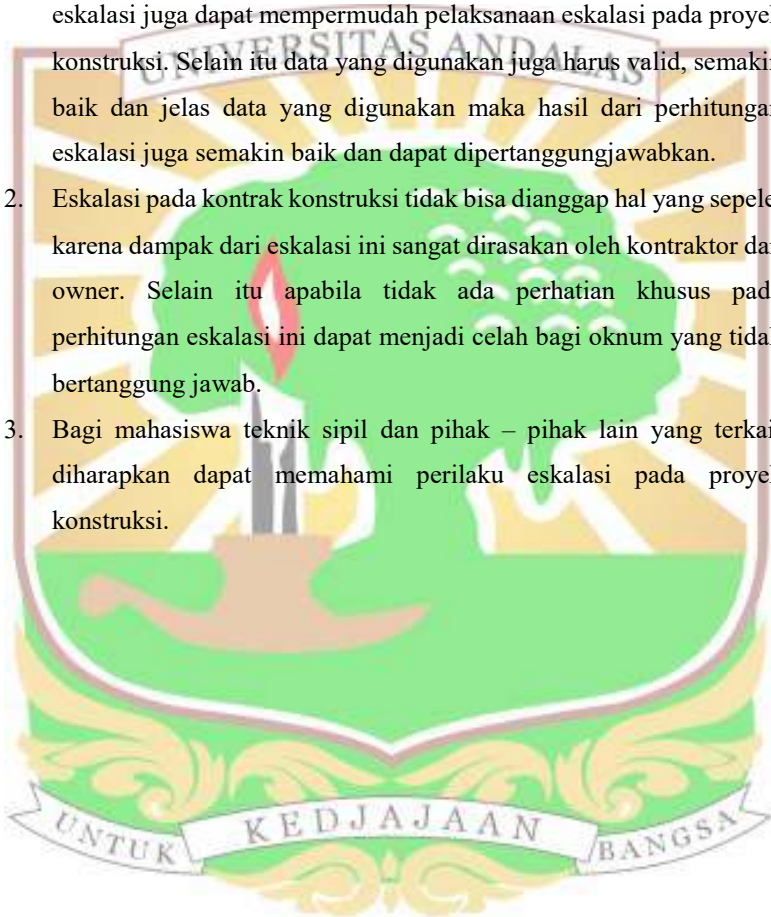 eskalasi juga dapat mempermudah pelaksanaan eskalasi pada proyek
UNIVERSITAS ANDALAS
konstruksi. Selain itu data yang digunakan juga harus valid, semakin
baik dan jelas data yang digunakan maka hasil dari perhitungan
eskalasi juga semakin baik dan dapat dipertanggungjawabkan.
2. Eskalasi pada kontrak konstruksi tidak bisa dianggap hal yang sepele
karena dampak dari eskalasi ini sangat dirasakan oleh kontraktor dan
owner. Selain itu apabila tidak ada perhatian khusus pada
perhitungan eskalasi ini dapat menjadi celah bagi oknum yang tidak
bertanggung jawab.
3. Bagi mahasiswa teknik sipil dan pihak – pihak lain yang terkait
diharapkan dapat memahami perilaku eskalasi pada proyek
konstruksi.
UNTUK KEDJAJAAN BANGSA